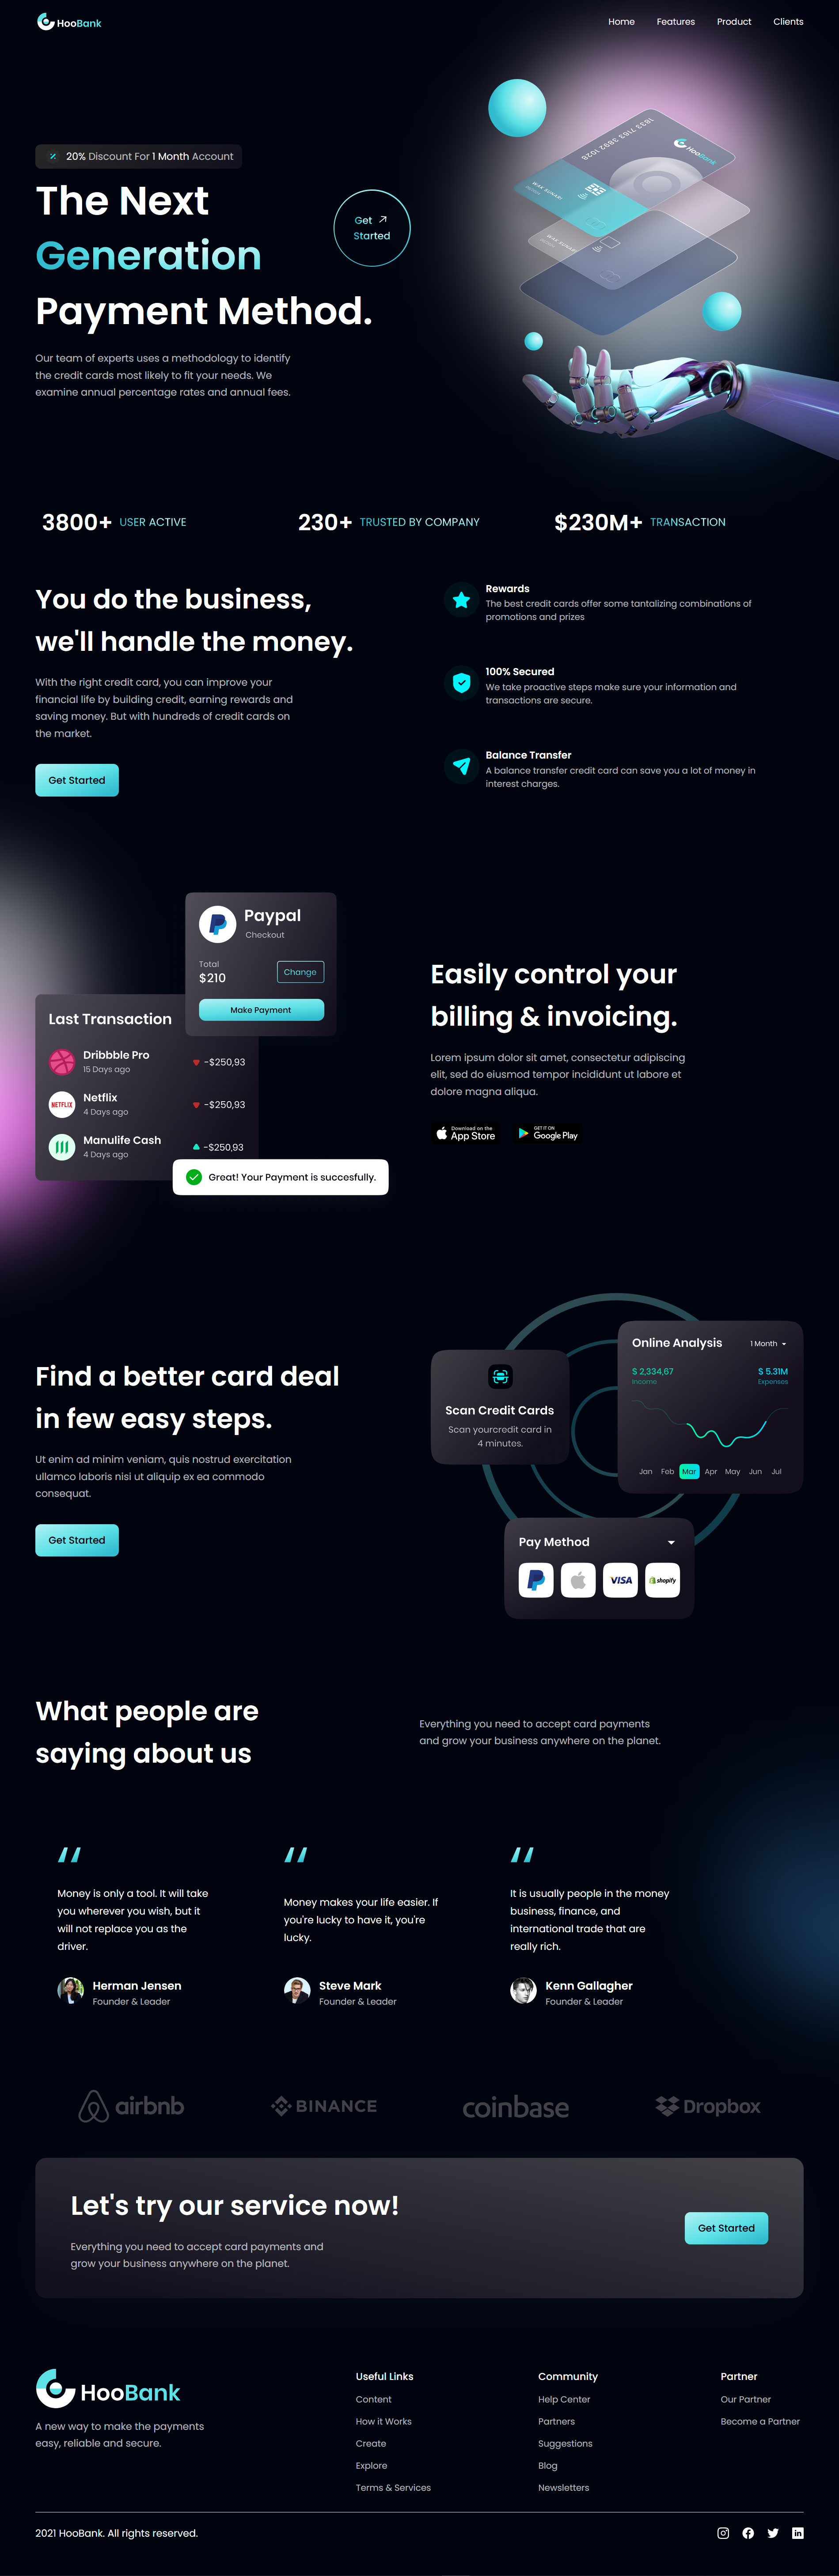 HooBank
Home Features Product Clients
20% Discount For 1 Month Account
The Next
Generation
Payment Method.
Get
Started
Our team of experts uses a methodology to identify
the credit cards most likely to fit your needs. We
examine annual percentage rates and annual fees.
HooBank
3800+ USER ACTIVE
230+ TRUSTED BY COMPANY
$230M+ TRANSACTION
You do the business,
we'll handle the money.
With the right credit card, you can improve your
financial life by building credit, earning rewards and
saving money. But with hundreds of credit cards on
the market.
Get Started
Rewards
The best credit cards offer some tantalizing combinations of
promotions and prizes
100% Secured
We take proactive steps make sure your information and
transactions are secure.
Balance Transfer
A balance transfer credit card can save you a lot of money in
interest charges.
Paypal
Checkout
Total
$210
Change
Make Payment
Last Transaction
Dribbble Pro
15 Days ago
-$250,93
NETFLIX
Netflix
4 Days ago
-$250,93
Manulife Cash
4 Days ago
-$250,93
Great! Your Payment is succesfully.
Easily control your
billing & invoicing.
Lorem ipsum dolor sit amet, consectetur adipiscing
elit, sed do eiusmod tempor incididunt ut labore et
dolore magna aliqua.
Download on the
App Store
GET IT ON
Google Play
Find a better card deal
in few easy steps.
Ut enim ad minim veniam, quis nostrud exercitation
ullamco laboris nisi ut aliquip ex ea commodo
consequat.
Get Started
Scan Credit Cards
Scan yourcredit card in
4 minutes.
Online Analysis
1 Month
$ 2,334,67
Income
$ 5.31M
Expenses
Jan Feb Mar Apr May Jun Jul
Pay Method
VISA
shopify
What people are
saying about us
Everything you need to accept card payments
and grow your business anywhere on the planet.
Money is only a tool. It will take
you wherever you wish, but it
will not replace you as the
driver.
Herman Jensen
Founder & Leader
Money makes your life easier. If
you're lucky to have it, you're
lucky.
Steve Mark
Founder & Leader
It is usually people in the money
business, finance, and
international trade that are
really rich.
Kenn Gallagher
Founder & Leader
airbnb
BINANCE
coinbase
Dropbox
Let's try our service now!
Everything you need to accept card payments and
grow your business anywhere on the planet.
Get Started
HooBank
A new way to make the payments
easy, reliable and secure.
Useful Links
Content
How it Works
Create
Explore
Terms & Services
Community
Help Center
Partners
Suggestions
Blog
Newsletters
Partner
Our Partner
Become a Partner
2021 HooBank. All rights reserved.